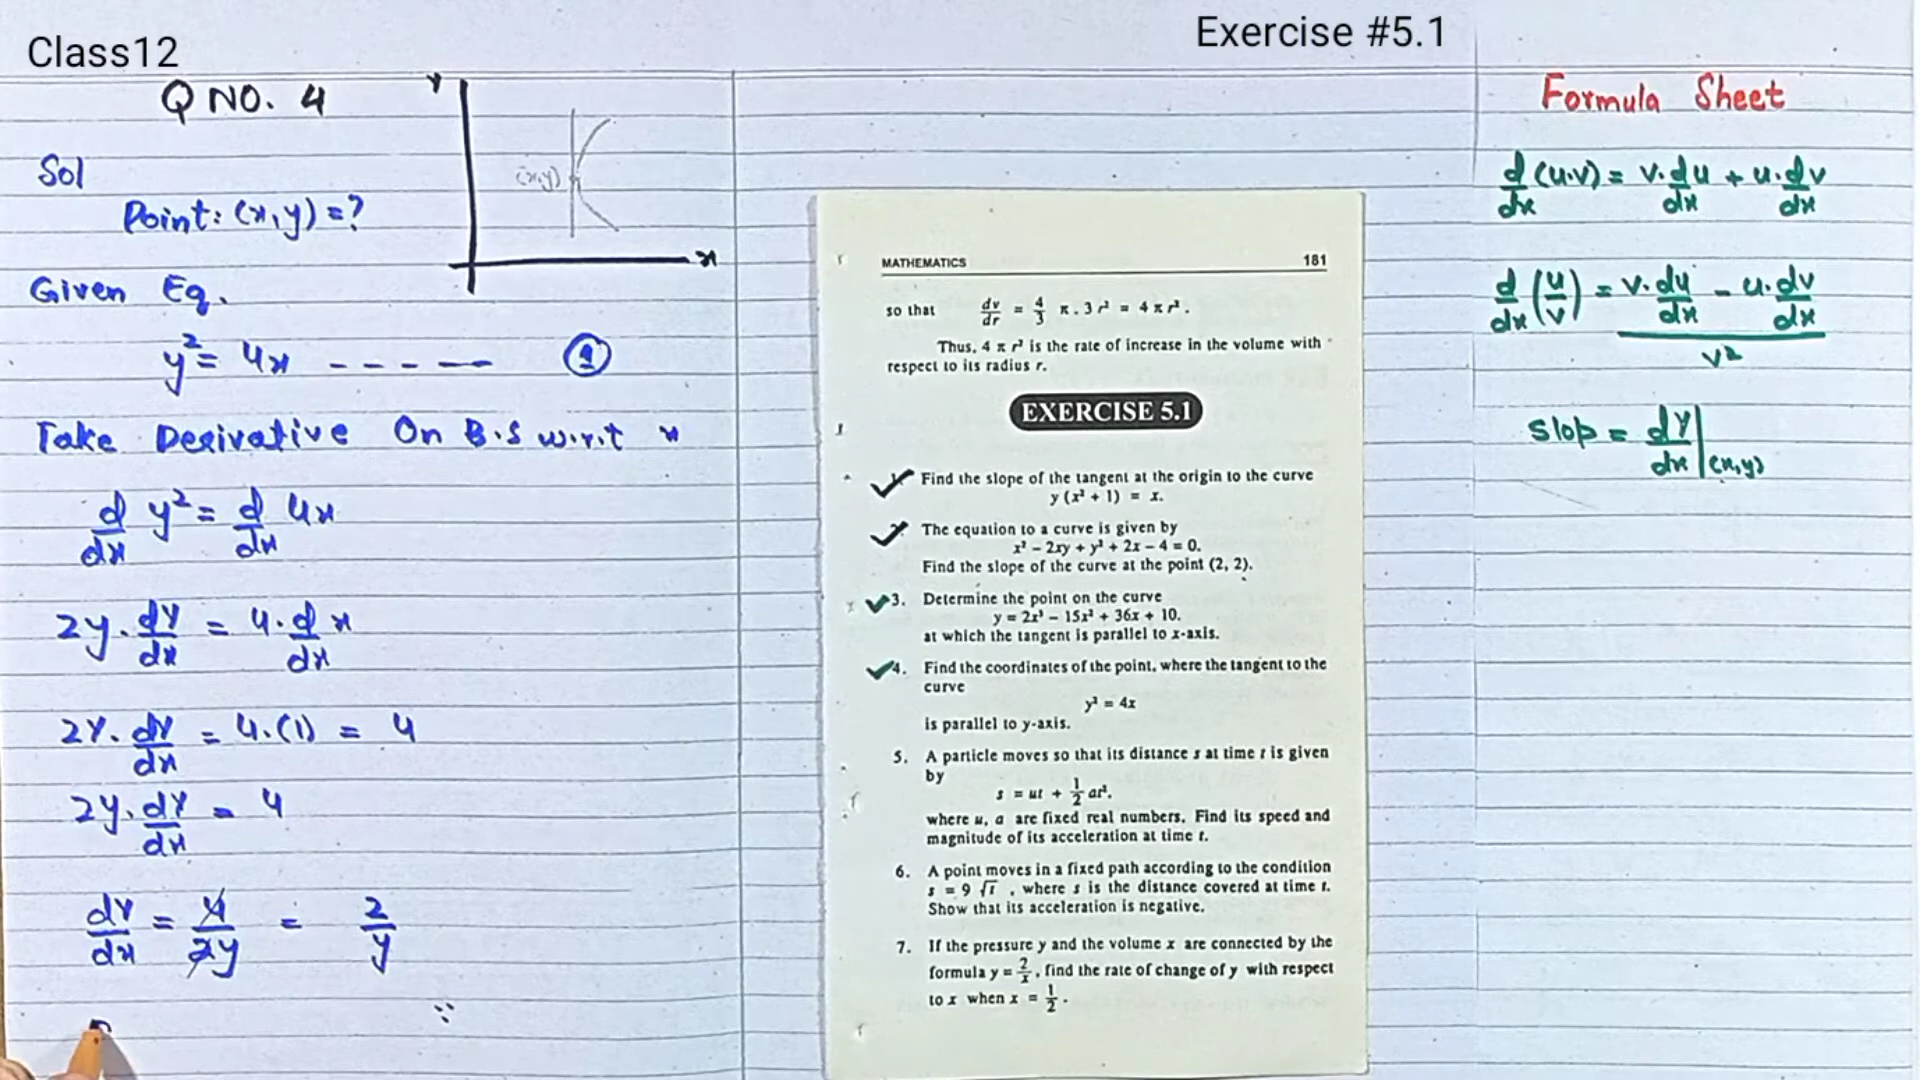 Class12
Exercise #5.1
Q NO. 4
Y
Sol
(x,y)
Point: (x,y) = ?
x
Given Eq.
y² = 4x - - - - — ①
Take Derivative On B.S w.r.t x
d/dx y² = d/dx 4x
2y . dy/dx = 4 . d/dx x
2y . dy/dx = 4 . (1) = 4
2y . dy/dx = 4
dy/dx = 4/2y = 2/y
∵
MATHEMATICS 181
so that dv/dr = 4/3 π . 3 r² = 4 π r².
Thus, 4 π r² is the rate of increase in the volume with
respect to its radius r.
EXERCISE 5.1
Find the slope of the tangent at the origin to the curve
y (x² + 1) = x.
The equation to a curve is given by
x² – 2xy + y² + 2x – 4 = 0.
Find the slope of the curve at the point (2, 2).
3. Determine the point on the curve
y = 2x³ – 15x² + 36x + 10.
at which the tangent is parallel to x-axis.
4. Find the coordinates of the point, where the tangent to the
curve
y² = 4x
is parallel to y-axis.
5. A particle moves so that its distance s at time t is given
by
s = ut + 1/2 at².
where u, a are fixed real numbers. Find its speed and
magnitude of its acceleration at time t.
6. A point moves in a fixed path according to the condition
s = 9 √t , where s is the distance covered at time t.
Show that its acceleration is negative.
7. If the pressure y and the volume x are connected by the
formula y = 2/x , find the rate of change of y with respect
to x when x = 1/2 .
Formula Sheet
d/dx (u.v) = v. du/dx + u. dv/dx
d/dx (u/v) = (v. du/dx - u. dv/dx) / v²
Slop = dy/dx |(x,y)